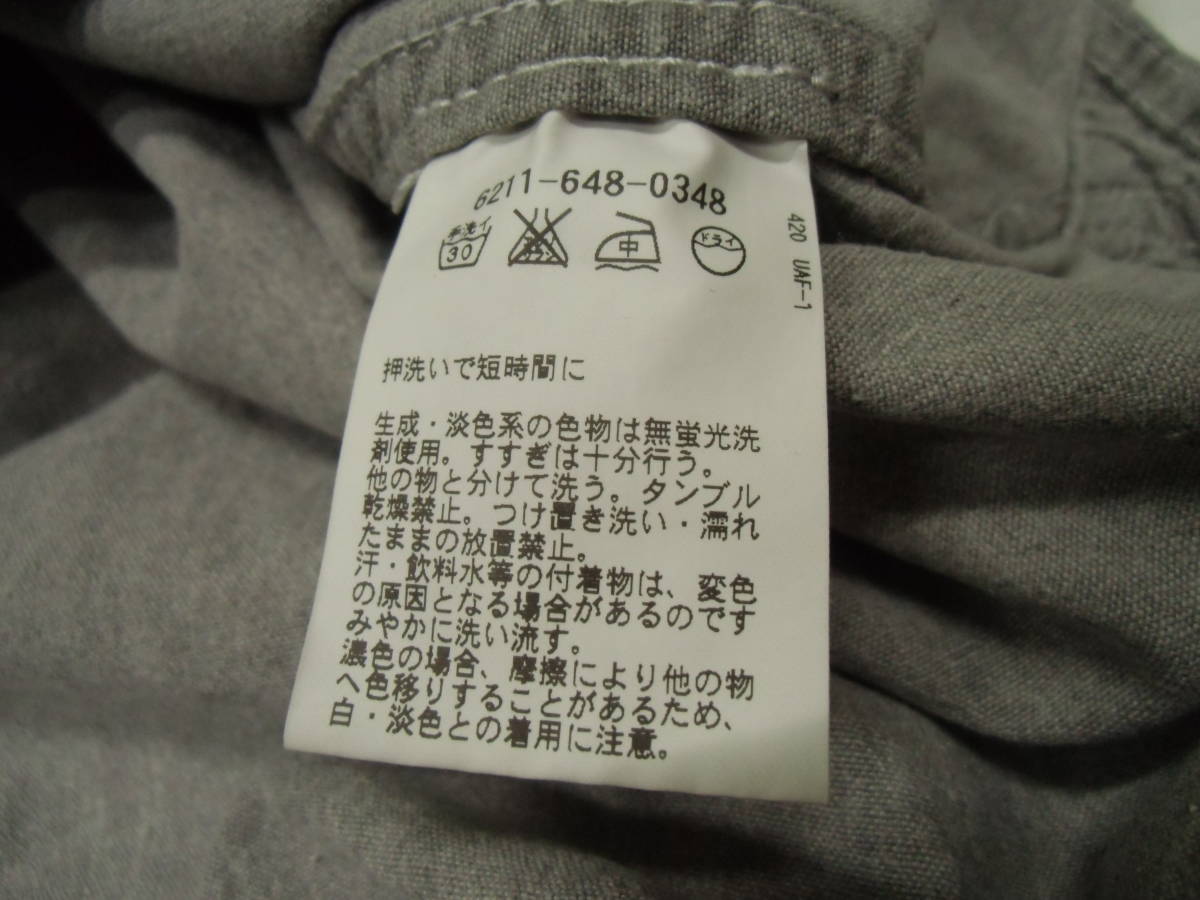 6211-648-0348
手洗イ
30
中
ドライ
420 UAF-1
押洗いで短時間に
生成・淡色系の色物は無蛍光洗
剤使用。すすぎは十分行う。
他の物と分けて洗う。タンブル
乾燥禁止。つけ置き洗い・濡れ
たままの放置禁止。
汗・飲料水等の付着物は、変色
の原因となる場合があるのです
みやかに洗い流す。
濃色の場合、摩擦により他の物
へ色移りすることがあるため、
白・淡色との着用に注意。